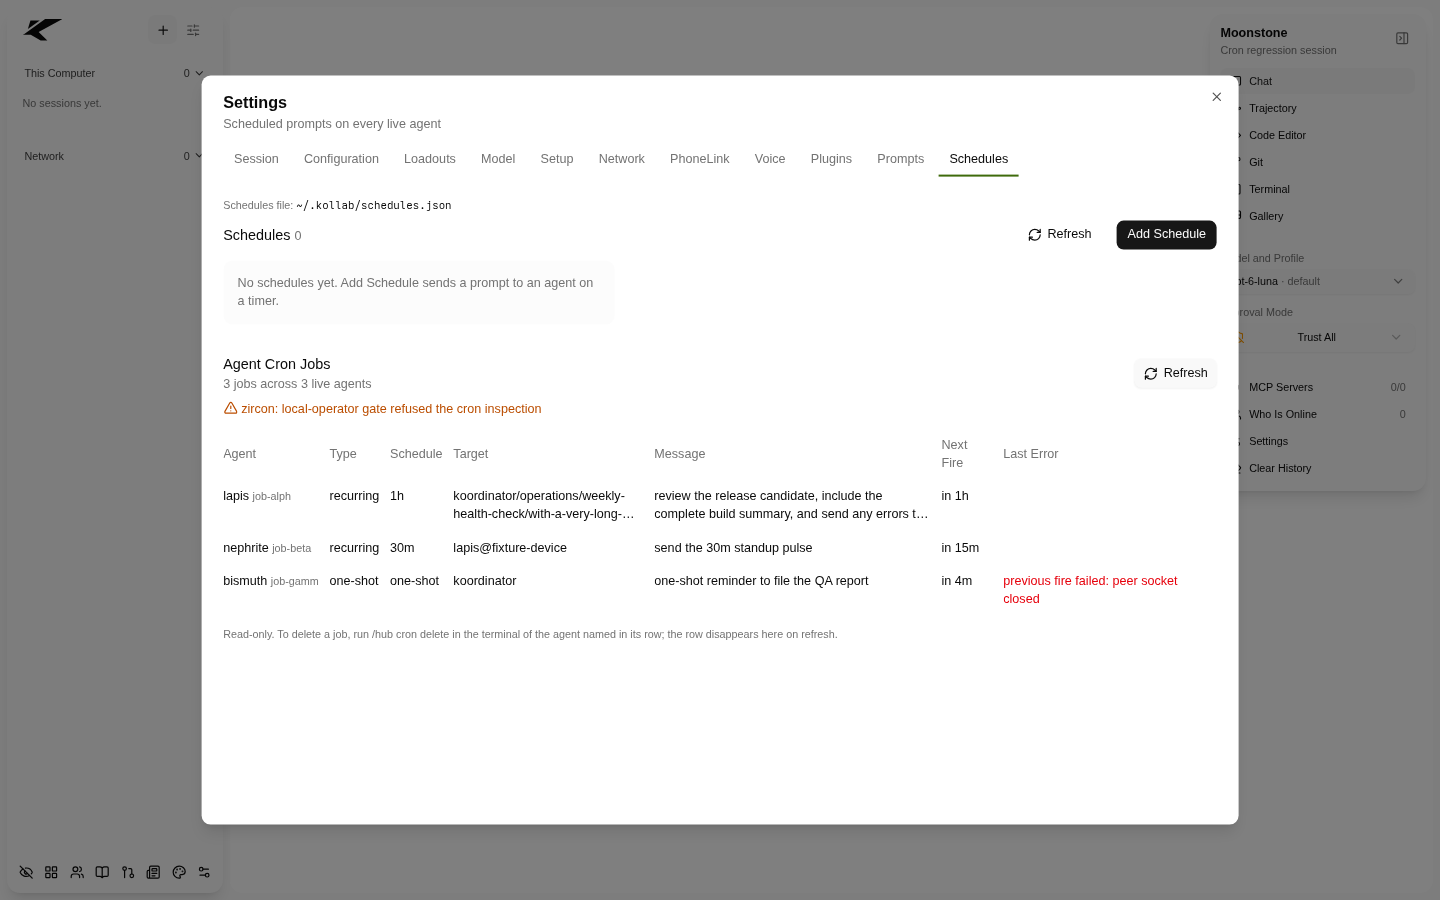 This Computer 0
No sessions yet.
Network 0
Moonstone
Cron regression session
Chat
Trajectory
Code Editor
Git
Terminal
Gallery
and Profile
-luna · default
Mode
Trust All
MCP Servers 0/0
Who Is Online 0
Settings
Clear History
Settings
Scheduled prompts on every live agent
Session Configuration Loadouts Model Setup Network PhoneLink Voice Plugins Prompts Schedules
Schedules file: ~/.kollab/schedules.json
Schedules 0 Refresh Add Schedule
No schedules yet. Add Schedule sends a prompt to an agent on
a timer.
Agent Cron Jobs
3 jobs across 3 live agents
Refresh
zircon: local-operator gate refused the cron inspection
Agent Type Schedule Target Message Next
Fire Last Error
lapis job-alph recurring 1h koordinator/operations/weekly-
health-check/with-a-very-long-… review the release candidate, include the
complete build summary, and send any errors t… in 1h
nephrite job-beta recurring 30m lapis@fixture-device send the 30m standup pulse in 15m
bismuth job-gamm one-shot one-shot koordinator one-shot reminder to file the QA report in 4m previous fire failed: peer socket
closed
Read-only. To delete a job, run /hub cron delete in the terminal of the agent named in its row; the row disappears here on refresh.